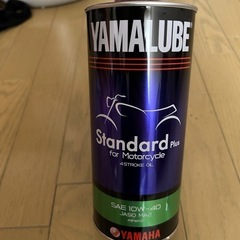 YAMALUBE
Standard Plus
for Motorcycle
4STROKE OIL
SAE 10W-40
JASO MA2
YAMAHA